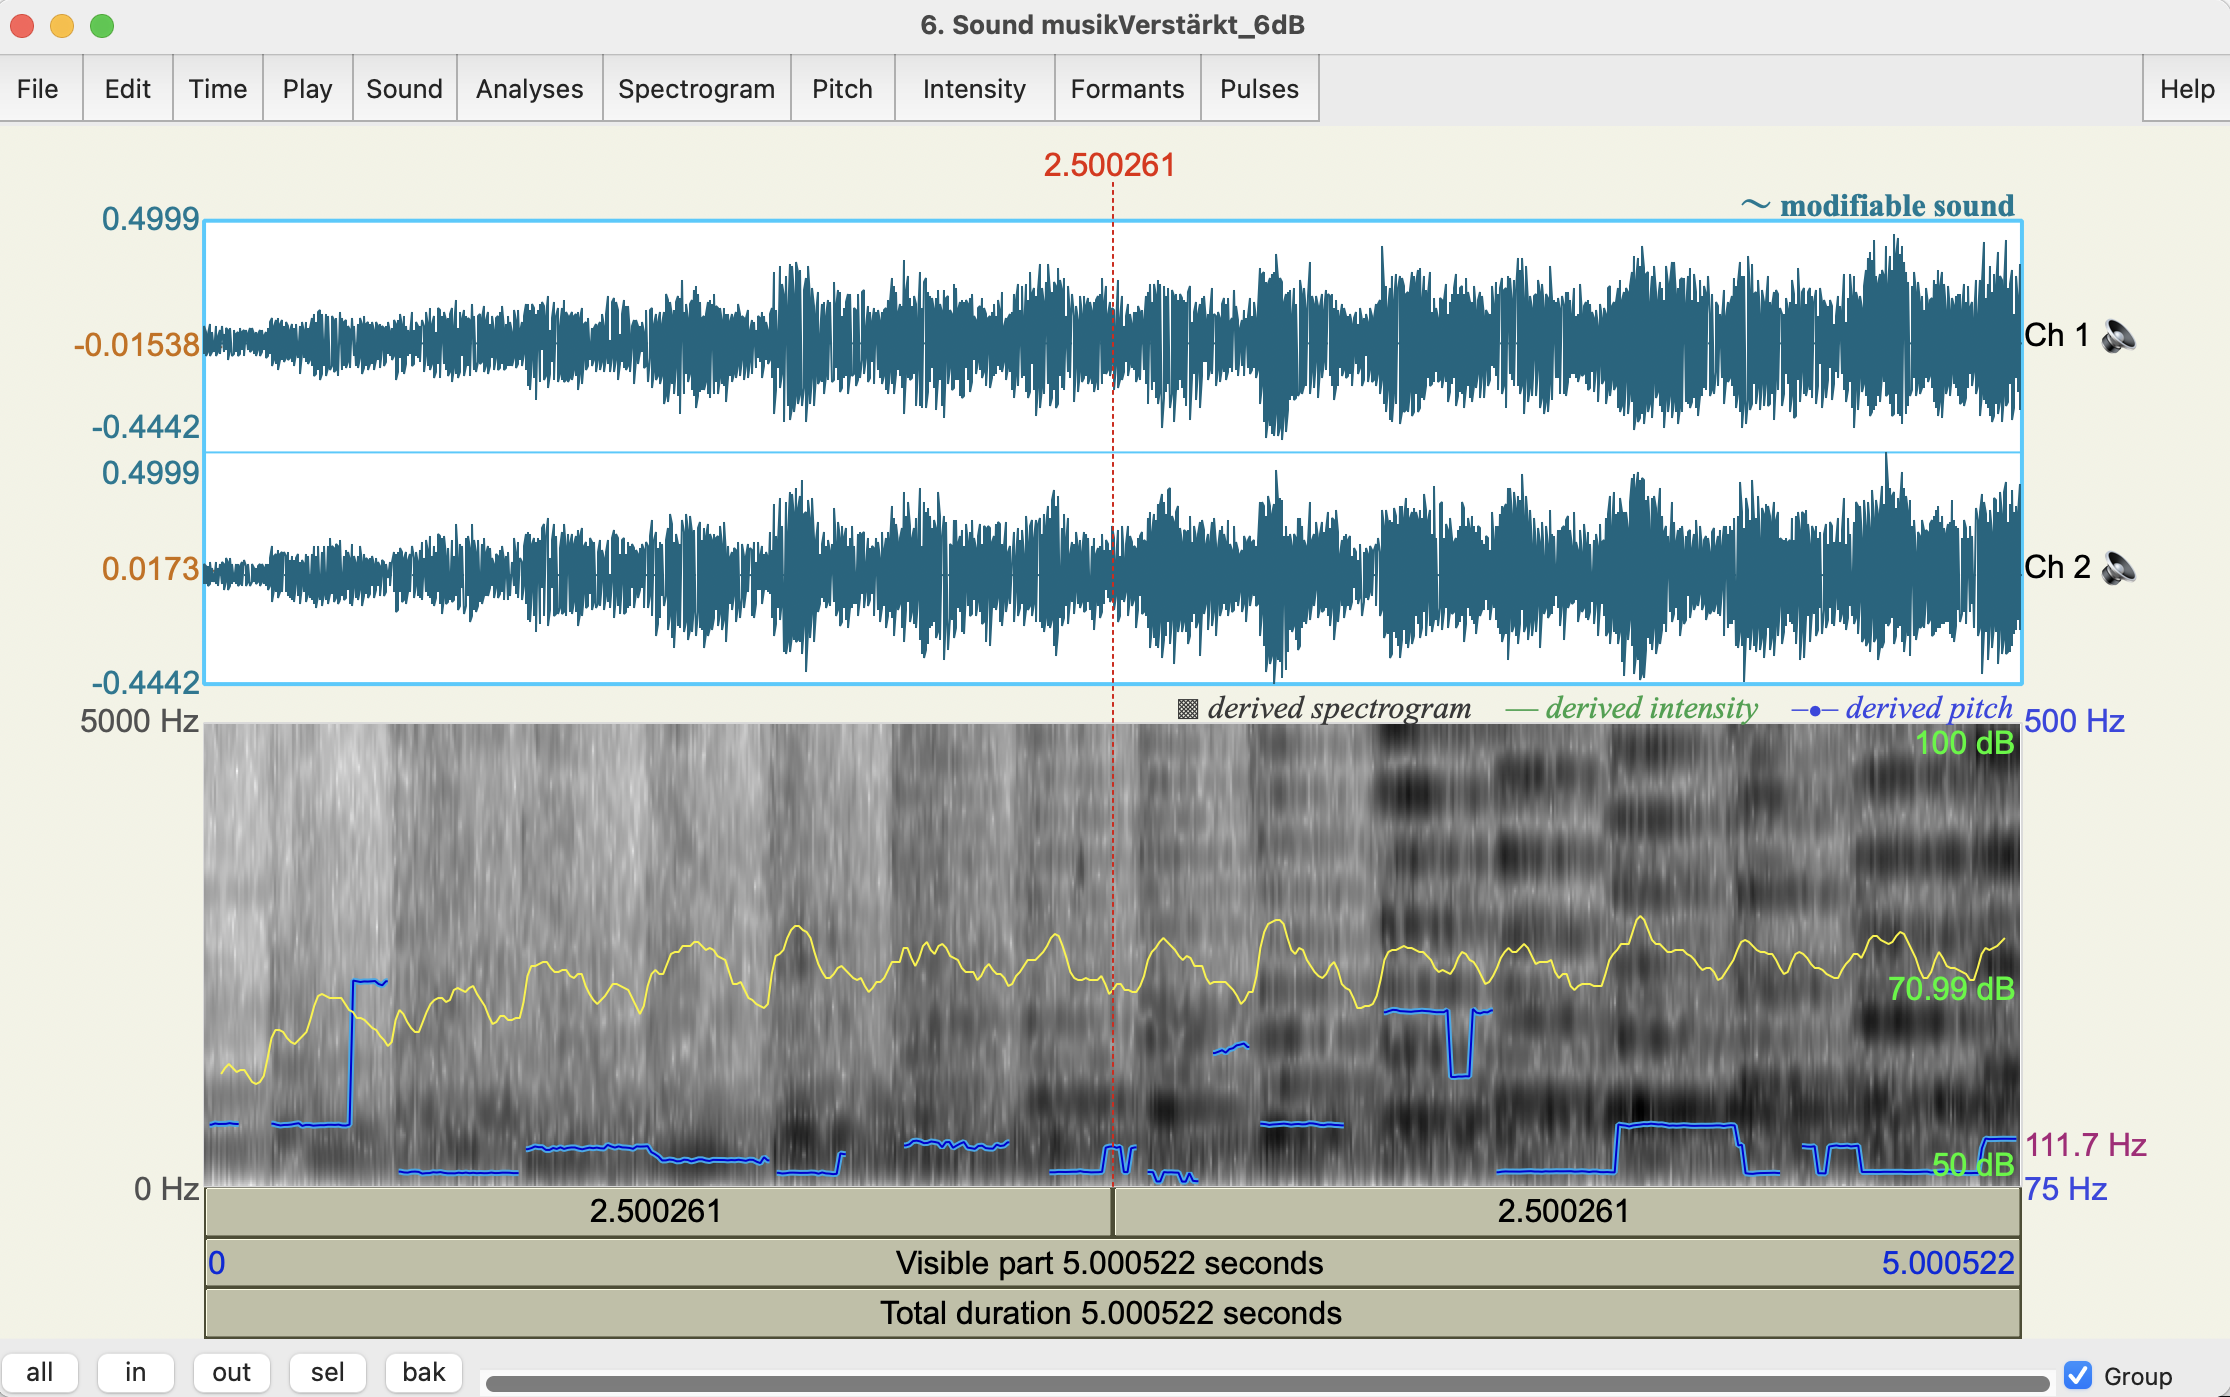 6. Sound musikVerstärkt_6dB
File Edit Time Play Sound Analyses Spectrogram Pitch Intensity Formants Pulses Help
2.500261
~ modifiable sound
0.4999
-0.01538
Ch 1
-0.4442
0.4999
0.0173
Ch 2
-0.4442
derived spectrogram derived intensity derived pitch
5000 Hz 500 Hz
100 dB
70.99 dB
111.7 Hz
50 dB
0 Hz 75 Hz
2.500261 2.500261
0 Visible part 5.000522 seconds 5.000522
Total duration 5.000522 seconds
all in out sel bak Group